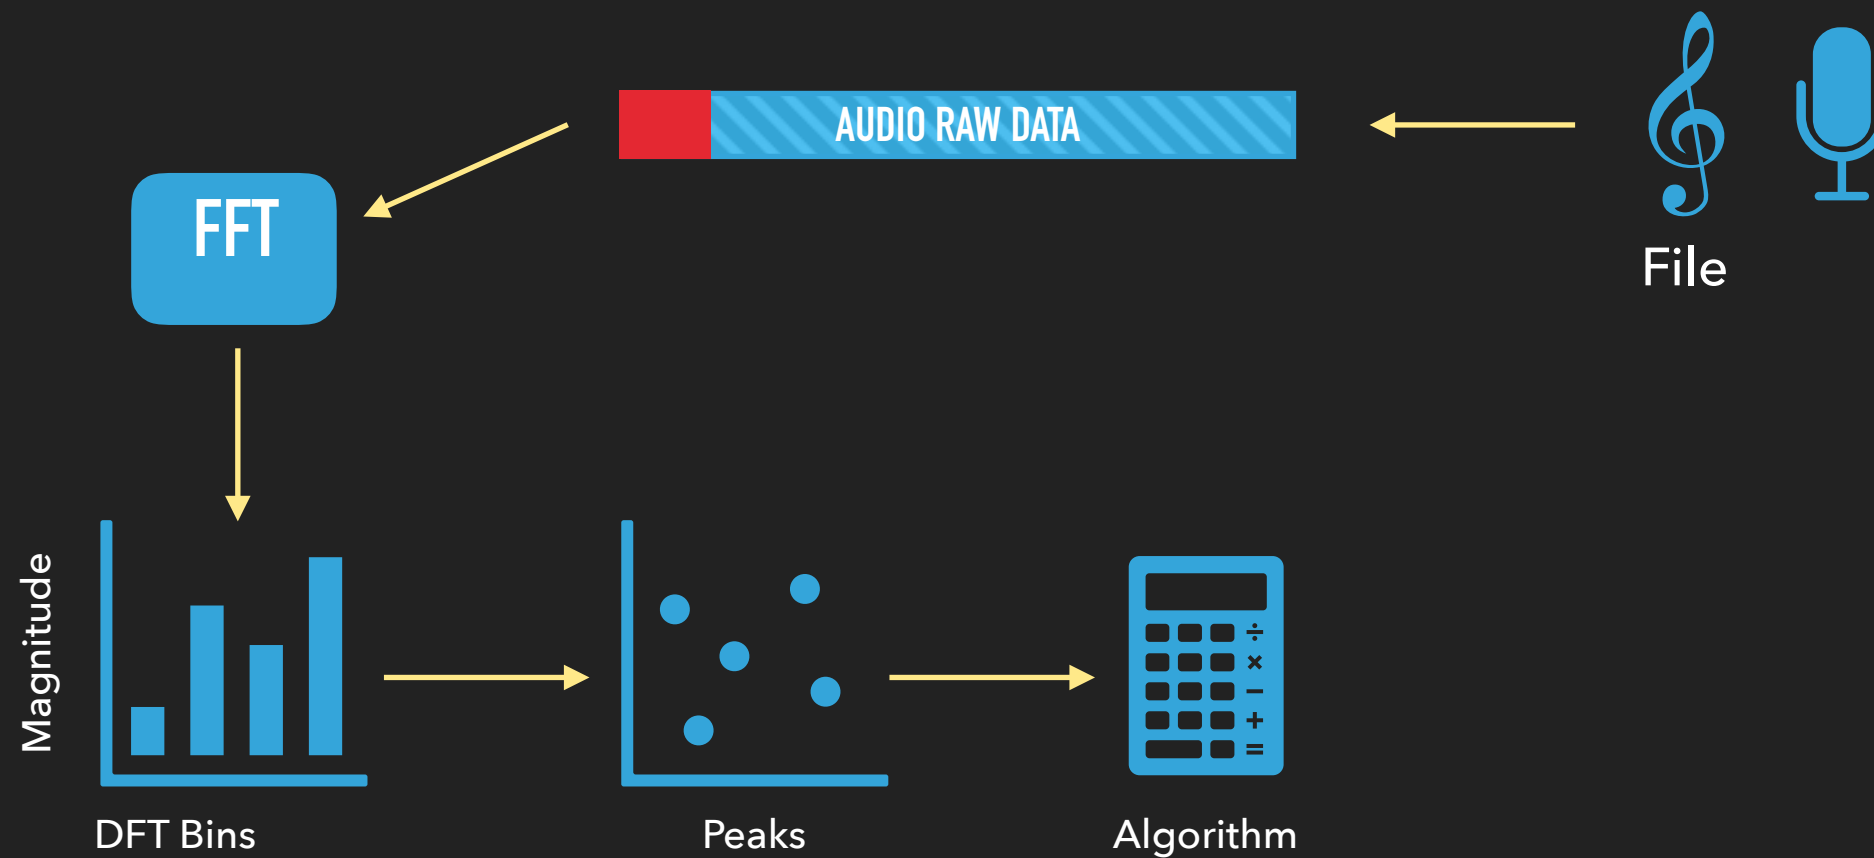 AUDIO RAW DATA
FFT
File
Magnitude
DFT Bins
Peaks
Algorithm